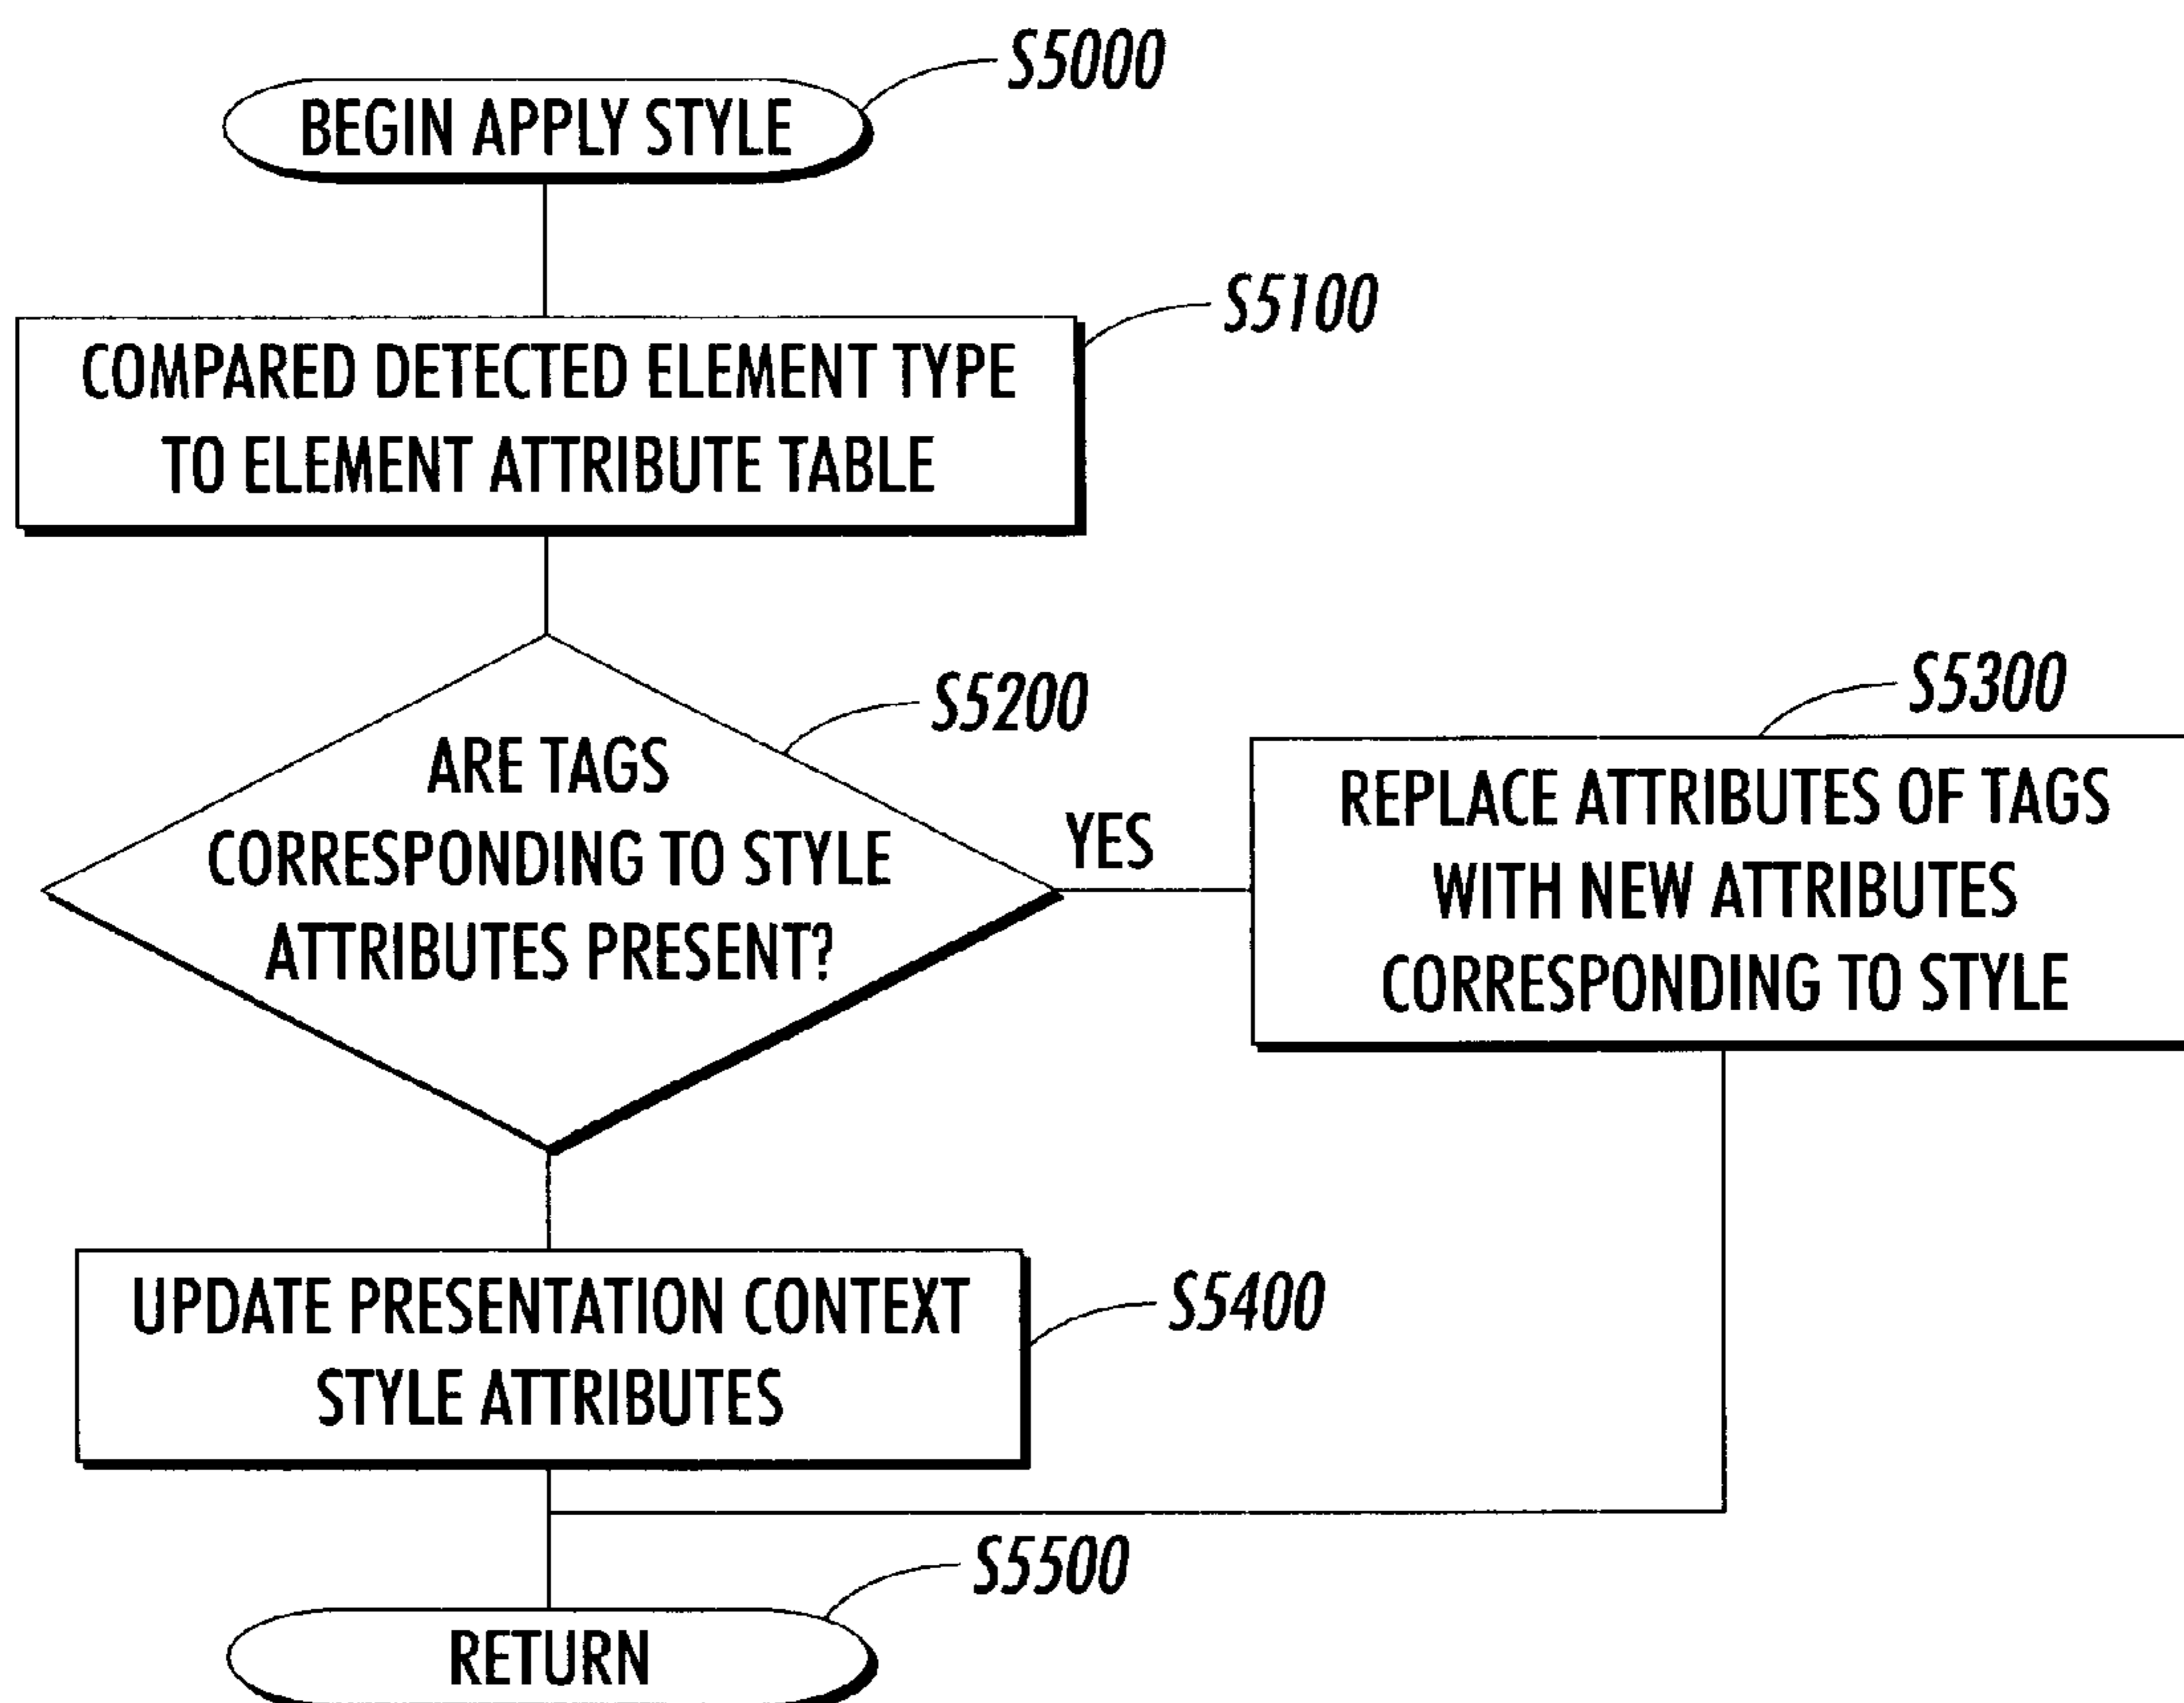 S5000
BEGIN APPLY STYLE
S5100
COMPARED DETECTED ELEMENT TYPE
TO ELEMENT ATTRIBUTE TABLE
S5200
ARE TAGS
CORRESPONDING TO STYLE
ATTRIBUTES PRESENT?
YES
S5300
REPLACE ATTRIBUTES OF TAGS
WITH NEW ATTRIBUTES
CORRESPONDING TO STYLE
UPDATE PRESENTATION CONTEXT
STYLE ATTRIBUTES
S5400
S5500
RETURN